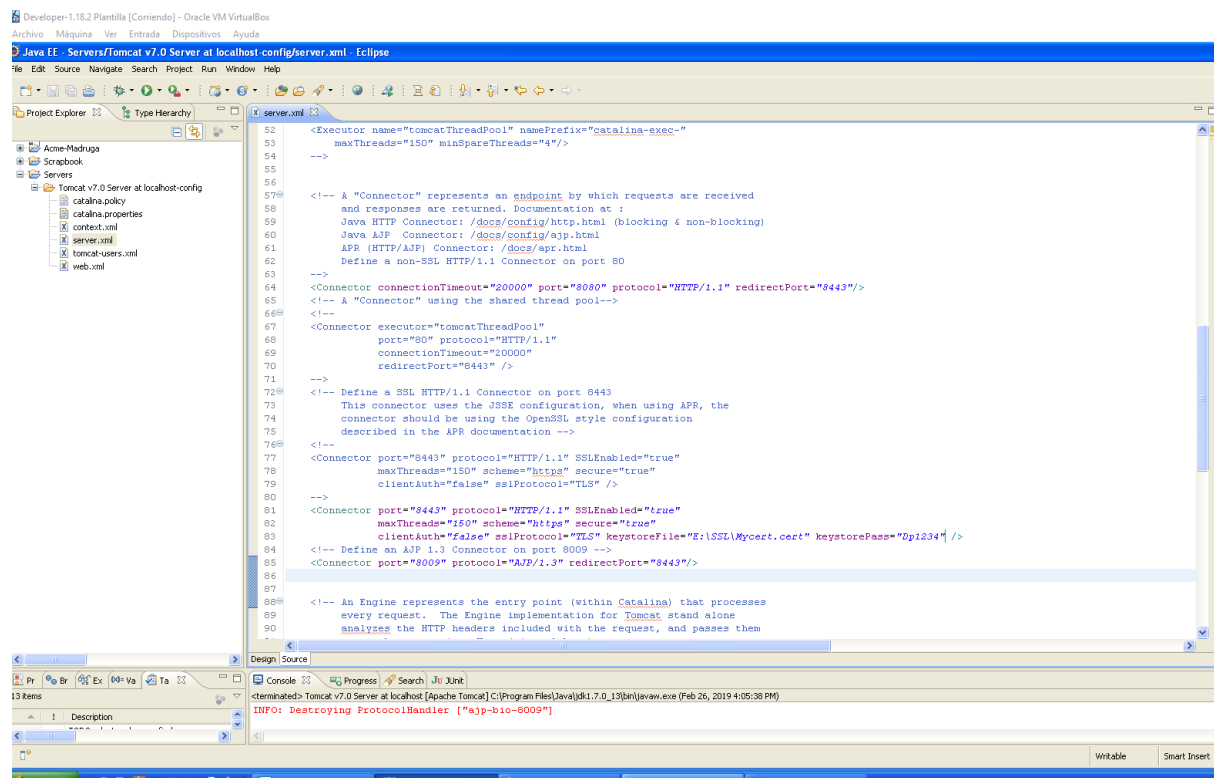 Developer-1.18.2 Plantilla [Corriendo] - Oracle VM VirtualBox
Archivo Máquina Ver Entrada Dispositivos Ayuda
Java EE - Servers/Tomcat v7.0 Server at localhost-config/server.xml - Eclipse
File Edit Source Navigate Search Project Run Window Help
Project Explorer Type Hierarchy
Acme-Madruga
Scrapbook
Servers
Tomcat v7.0 Server at localhost-config
catalina.policy
catalina.properties
context.xml
server.xml
tomcat-users.xml
web.xml
server.xml
52 <Executor name="tomcatThreadPool" namePrefix="catalina-exec-"
53 maxThreads="150" minSpareThreads="4"/>
54 -->
55
56
57 <!-- A "Connector" represents an endpoint by which requests are received
58 and responses are returned. Documentation at :
59 Java HTTP Connector: /docs/config/http.html (blocking & non-blocking)
60 Java AJP  Connector: /docs/config/ajp.html
61 APR (HTTP/AJP) Connector: /docs/apr.html
62 Define a non-SSL HTTP/1.1 Connector on port 80
63 -->
64 <Connector connectionTimeout="20000" port="8080" protocol="HTTP/1.1" redirectPort="8443"/>
65 <!-- A "Connector" using the shared thread pool-->
66 <!--
67 <Connector executor="tomcatThreadPool"
68 port="80" protocol="HTTP/1.1"
69 connectionTimeout="20000"
70 redirectPort="8443" />
71 -->
72 <!-- Define a SSL HTTP/1.1 Connector on port 8443
73 This connector uses the JSSE configuration, when using APR, the
74 connector should be using the OpenSSL style configuration
75 described in the APR documentation -->
76 <!--
77 <Connector port="8443" protocol="HTTP/1.1" SSLEnabled="true"
78 maxThreads="150" scheme="https" secure="true"
79 clientAuth="false" sslProtocol="TLS" />
80 -->
81 <Connector port="8443" protocol="HTTP/1.1" SSLEnabled="true"
82 maxThreads="150" scheme="https" secure="true"
83 clientAuth="false" sslProtocol="TLS" keystoreFile="E:\SSL\Mycert.cert" keystorePass="Dp1234" />
84 <!-- Define an AJP 1.3 Connector on port 8009 -->
85 <Connector port="8009" protocol="AJP/1.3" redirectPort="8443"/>
86
87
88 <!-- An Engine represents the entry point (within Catalina) that processes
89 every request.  The Engine implementation for Tomcat stand alone
90 analyzes the HTTP headers included with the request, and passes them
Design Source
Pr Br Ex Va Ta
13 items
! Description
Console Progress Search JUnit
<terminated> Tomcat v7.0 Server at localhost [Apache Tomcat] C:\Program Files\Java\jdk1.7.0_13\bin\javaw.exe (Feb 26, 2019 4:05:38 PM)
INFO: Destroying ProtocolHandler ["ajp-bio-8009"]
Writable Smart Insert